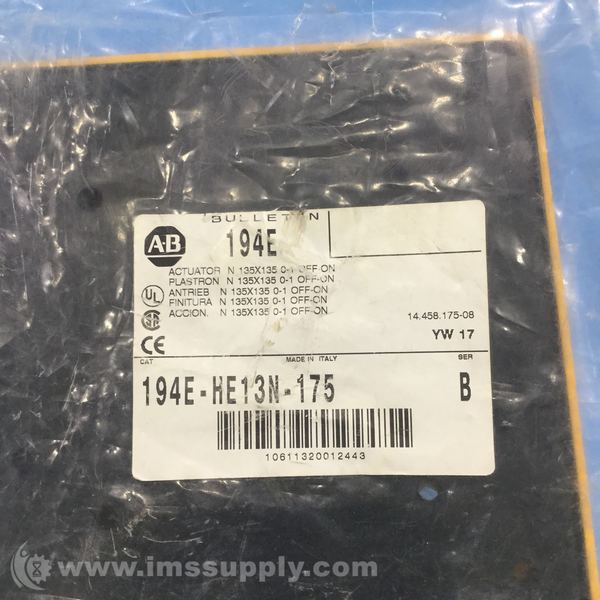 BULLETIN
A-B
194E
ACTUATOR N 135X135 0-1 OFF-ON
PLASTRON N 135X135 0-1 OFF-ON
ANTRIEB N 135X135 0-1 OFF-ON
FINITURA N 135X135 0-1 OFF-ON
ACCION. N 135X135 0-1 OFF-ON
UL
14.458.175-08
YW 17
CE
CAT
MADE IN ITALY
SER
194E-HE13N-175
B
10611320012443
www.imssupply.com